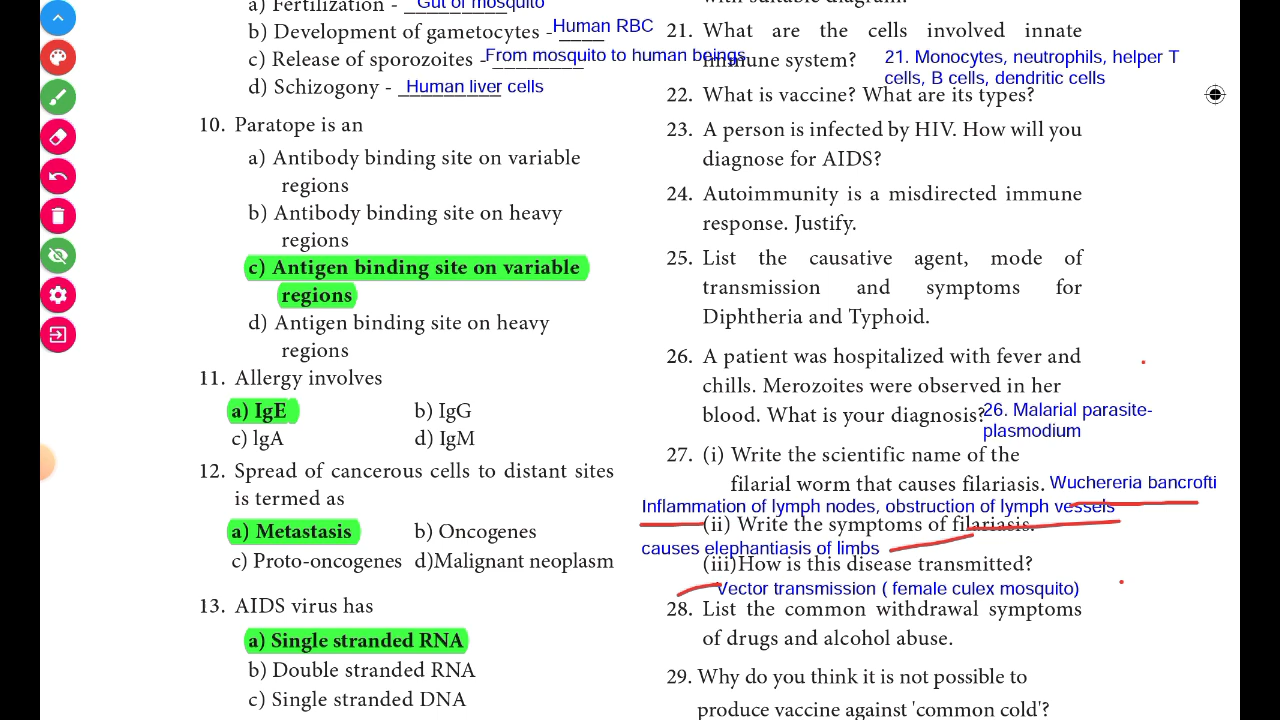 a) Fertilization - _________ Gut of mosquito
b) Development of gametocytes - ____ Human RBC
c) Release of sporozoites - ________ From mosquito to human beings
d) Schizogony - _________ Human liver cells
10. Paratope is an
a) Antibody binding site on variable
regions
b) Antibody binding site on heavy
regions
c) Antigen binding site on variable
regions
d) Antigen binding site on heavy
regions
11. Allergy involves
a) IgE b) IgG
c) lgA d) IgM
12. Spread of cancerous cells to distant sites
is termed as
a) Metastasis b) Oncogenes
c) Proto-oncogenes d)Malignant neoplasm
13. AIDS virus has
a) Single stranded RNA
b) Double stranded RNA
c) Single stranded DNA
with suitable diagram.
21. What are the cells involved innate
immune system?
21. Monocytes, neutrophils, helper T
cells, B cells, dendritic cells
22. What is vaccine? What are its types?
23. A person is infected by HIV. How will you
diagnose for AIDS?
24. Autoimmunity is a misdirected immune
response. Justify.
25. List the causative agent, mode of
transmission and symptoms for
Diphtheria and Typhoid.
26. A patient was hospitalized with fever and
chills. Merozoites were observed in her
blood. What is your diagnosis?
26. Malarial parasite-
plasmodium
27. (i) Write the scientific name of the
filarial worm that causes filariasis. Wuchereria bancrofti
Inflammation of lymph nodes, obstruction of lymph vessels
(ii) Write the symptoms of filariasis.
causes elephantiasis of limbs
(iii)How is this disease transmitted?
Vector transmission ( female culex mosquito)
28. List the common withdrawal symptoms
of drugs and alcohol abuse.
29. Why do you think it is not possible to
produce vaccine against 'common cold'?